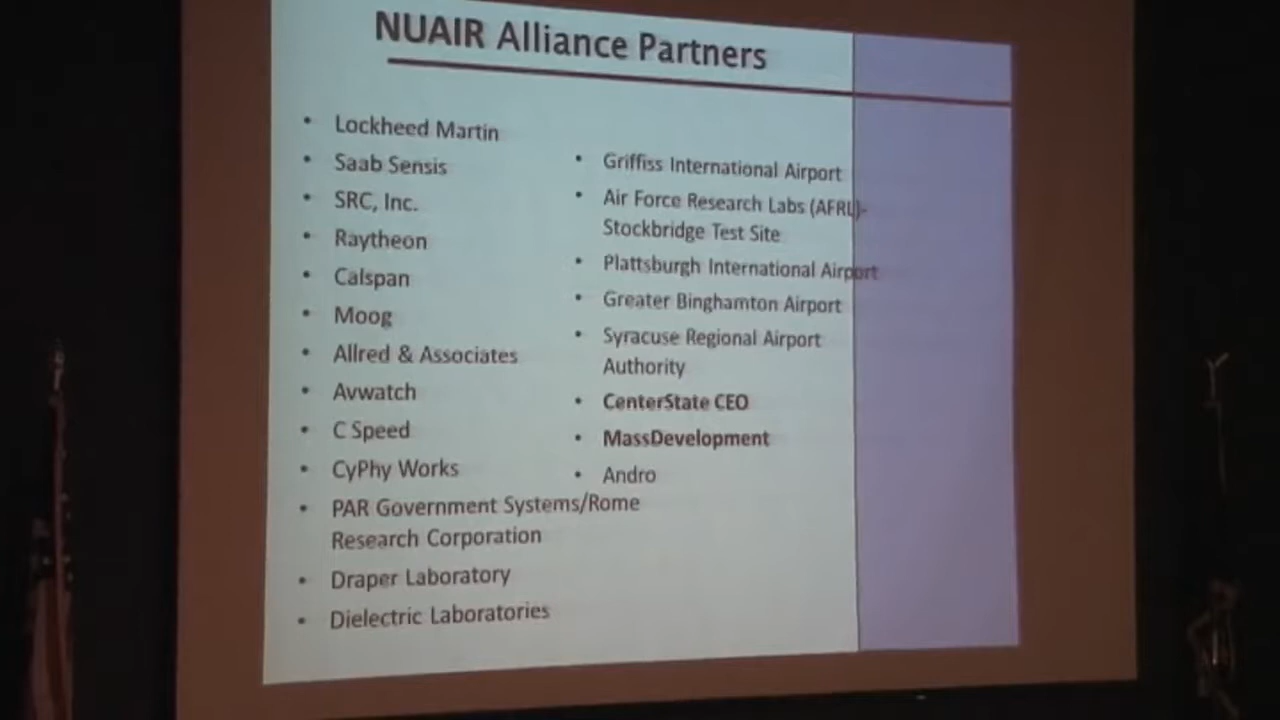 NUAIR Alliance Partners
• Lockheed Martin
• Saab Sensis
• SRC, Inc.
• Raytheon
• Calspan
• Moog
• Allred & Associates
• Avwatch
• C Speed
• CyPhy Works
• PAR Government Systems/Rome
Research Corporation
• Draper Laboratory
• Dielectric Laboratories
• Griffiss International Airport
• Air Force Research Labs (AFRL)-
Stockbridge Test Site
• Plattsburgh International Airport
• Greater Binghamton Airport
• Syracuse Regional Airport
Authority
• CenterState CEO
• MassDevelopment
• Andro